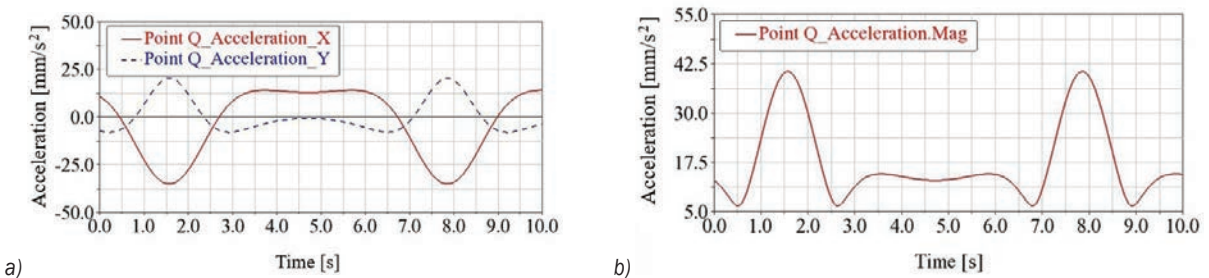 50.0
25.0
0.0
-25.0
-50.0
Acceleration [mm/s²]
Point Q_Acceleration_X
Point Q_Acceleration_Y
0.0 1.0 2.0 3.0 4.0 5.0 6.0 7.0 8.0 9.0 10.0
Time [s]
a)
55.0
42.5
30.0
17.5
5.0
Acceleration [mm/s²]
Point Q_Acceleration.Mag
0.0 1.0 2.0 3.0 4.0 5.0 6.0 7.0 8.0 9.0 10.0
Time [s]
b)